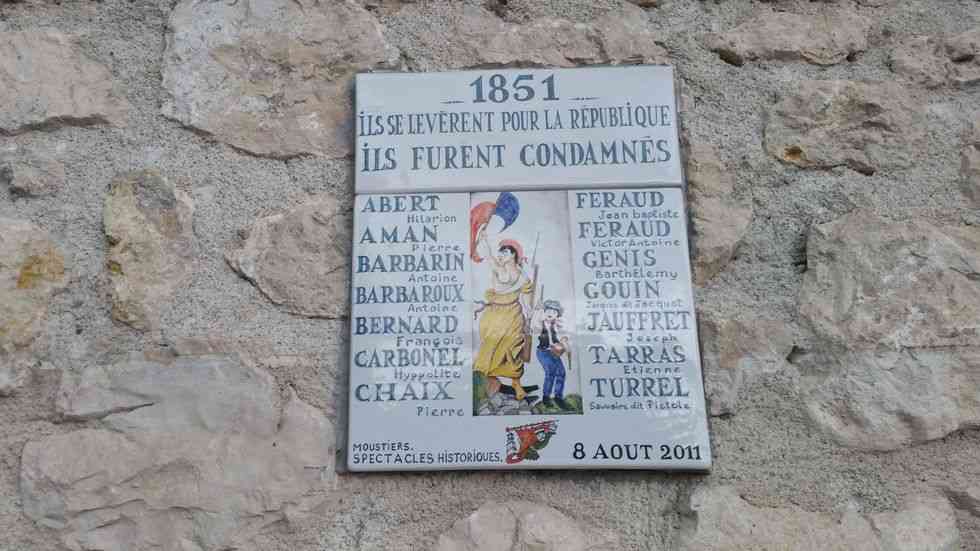 1851
ILS SE LEVÈRENT POUR LA RÉPUBLIQUE
ILS FURENT CONDAMNÉS
ABERT
Hilarion
AMAN
Pierre
BARBARIN
Antoine
BARBAROUX
Antoine
BERNARD
François
CARBONEL
Hyppolite
CHAIX
Pierre
FERAUD
Jean baptiste
FERAUD
Victor Antoine
GENIS
Barthélemy
GOUIN
Jacques dit Jacquot
JAUFFRET
Joseph
TARRAS
Etienne
TURREL
Sauvaire dit Pistole
MOUSTIERS.
SPECTACLES HISTORIQUES.
8 AOUT 2011